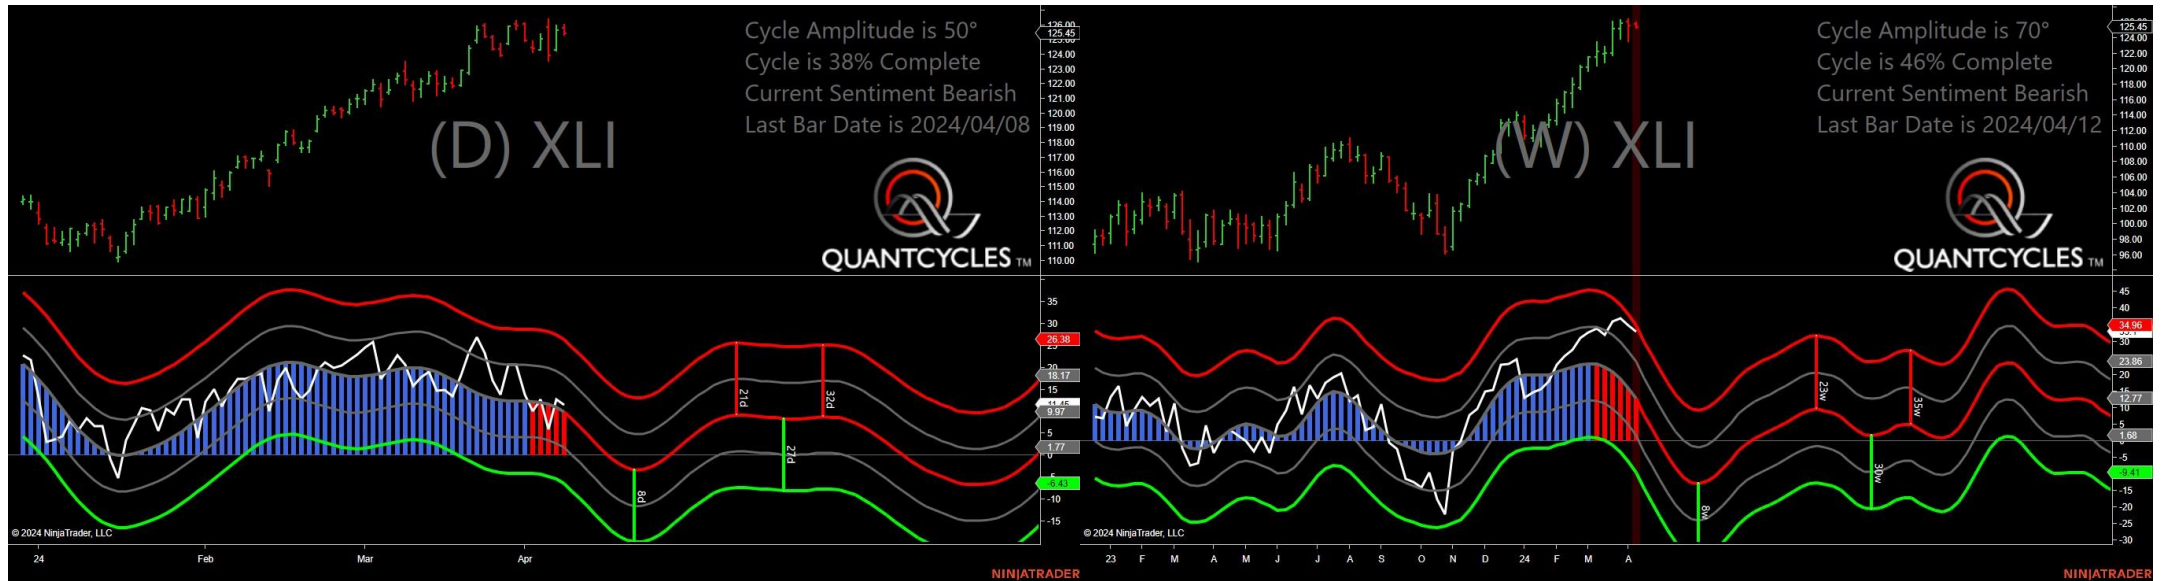 Cycle Amplitude is 50°
Cycle is 38% Complete
Current Sentiment Bearish
Last Bar Date is 2024/04/08
(D) XLI
QUANTCYCLES TM
126.00
125.45
124.00
123.00
122.00
121.00
120.00
119.00
118.00
117.00
116.00
115.00
114.00
113.00
112.00
111.00
110.00
35
30
26.38
20
18.17
15
9.97
5
1.77
0
-6.43
-10
-15
21d
32d
27d
8d
© 2024 NinjaTrader, LLC
24 Feb Mar Apr
NINJATRADER
Cycle Amplitude is 70°
Cycle is 46% Complete
Current Sentiment Bearish
Last Bar Date is 2024/04/12
(W) XLI
QUANTCYCLES TM
125.45
124.00
120.00
118.00
116.00
114.00
112.00
110.00
108.00
106.00
104.00
102.00
100.00
98.00
96.00
45
40
34.96
30
23.86
20
12.77
10
5
1.68
-5
-9.41
-15
-20
-25
-30
23w
35w
30w
8w
© 2024 NinjaTrader, LLC
23 F M A M J J A S O N D 24 F M A
NINJATRADER